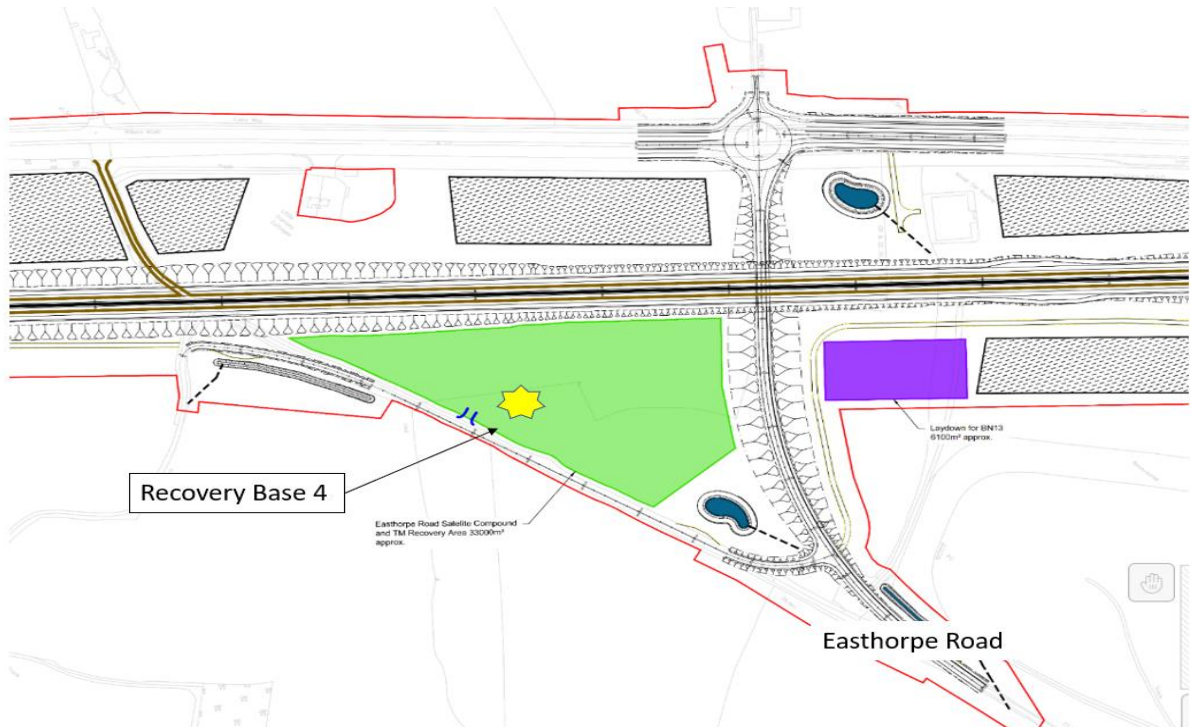 Laydown for BN13
6100m² approx.
Recovery Base 4
Easthorpe Road Satelite Compound
and TM Recovery Area 33000m²
approx.
Easthorpe Road